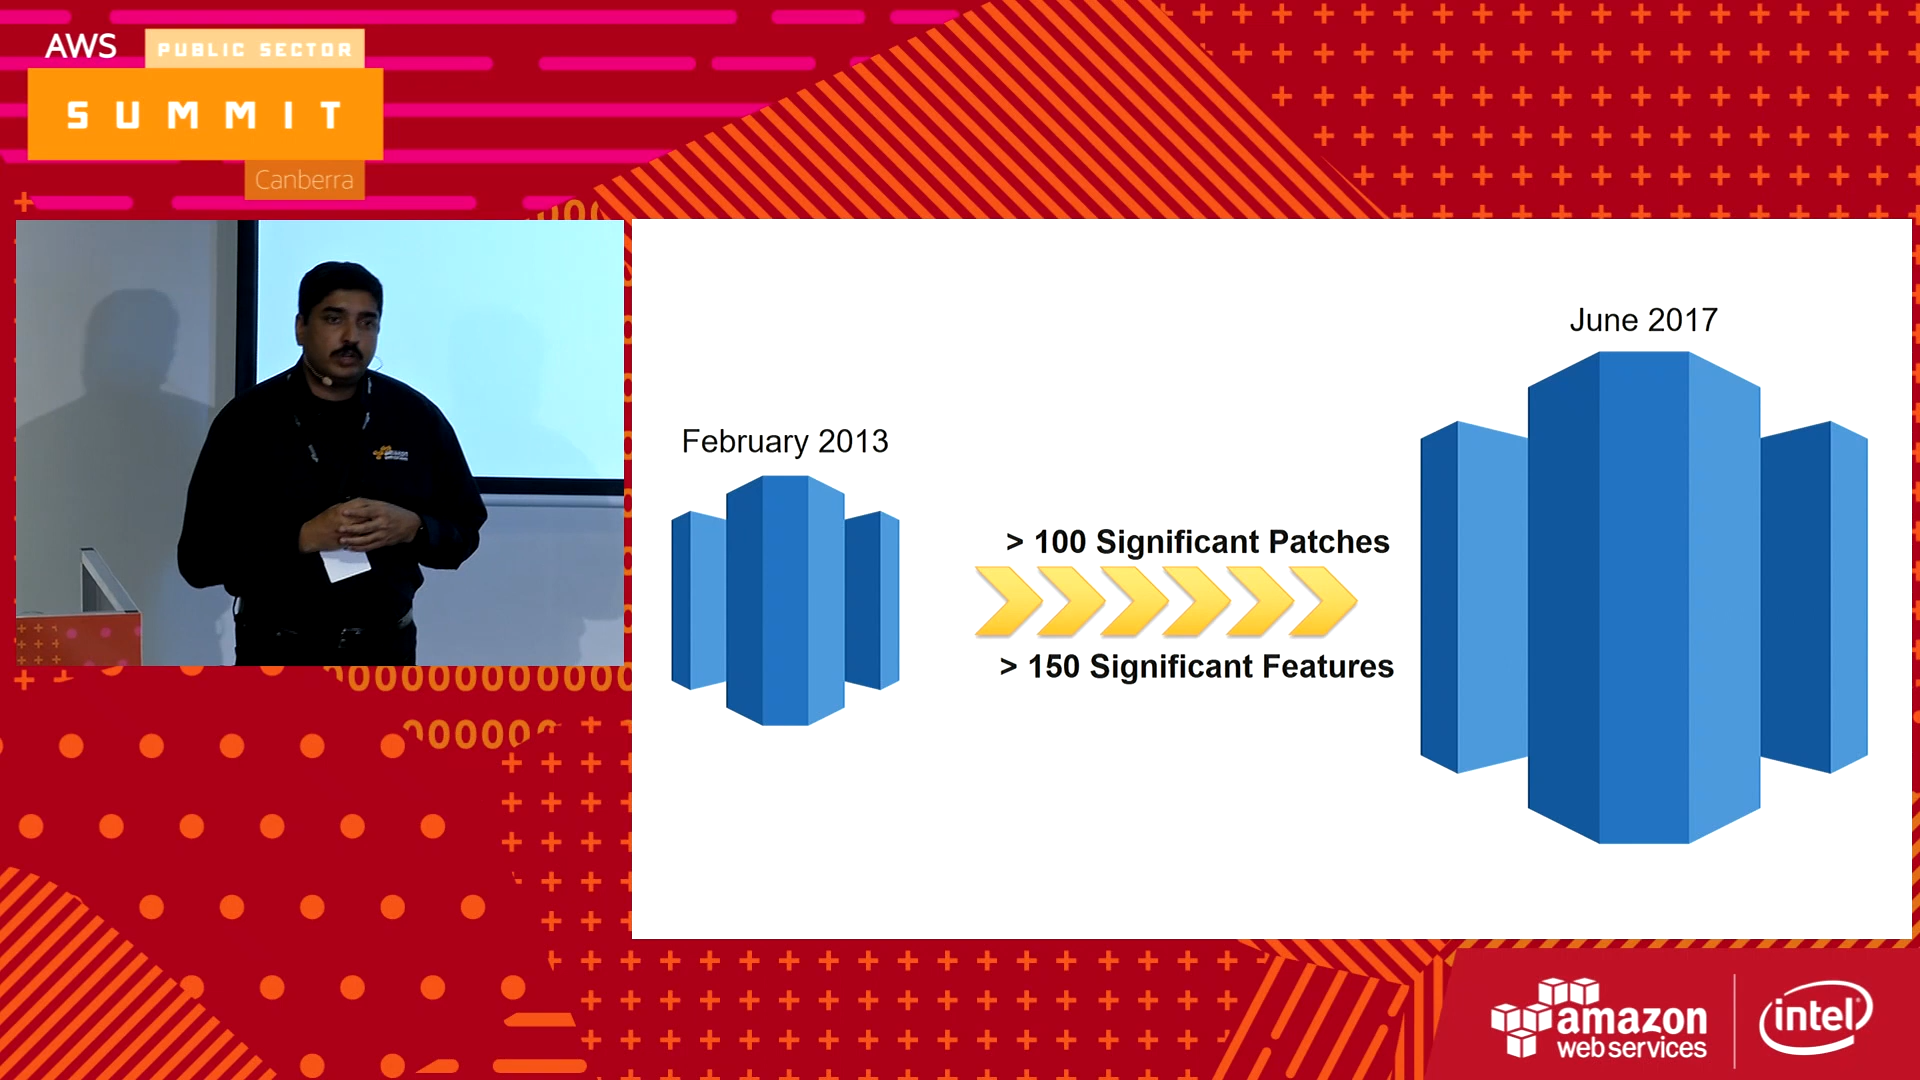 AWS
PUBLIC SECTOR
SUMMIT
Canberra
amazon
June 2017
February 2013
> 100 Significant Patches
> 150 Significant Features
amazon
web services
intel